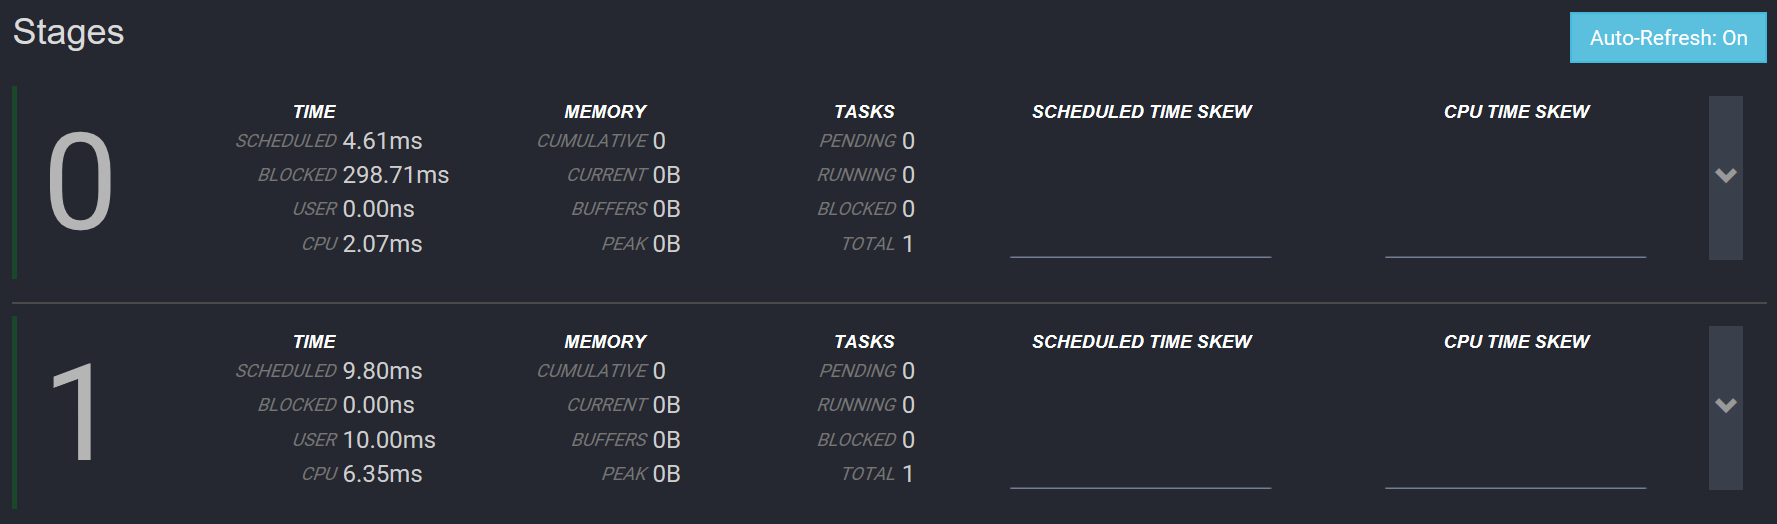 Stages
Auto-Refresh: On
0
TIME
SCHEDULED 4.61ms
BLOCKED 298.71ms
USER 0.00ns
CPU 2.07ms
MEMORY
CUMULATIVE 0
CURRENT 0B
BUFFERS 0B
PEAK 0B
TASKS
PENDING 0
RUNNING 0
BLOCKED 0
TOTAL 1
SCHEDULED TIME SKEW
CPU TIME SKEW
1
TIME
SCHEDULED 9.80ms
BLOCKED 0.00ns
USER 10.00ms
CPU 6.35ms
MEMORY
CUMULATIVE 0
CURRENT 0B
BUFFERS 0B
PEAK 0B
TASKS
PENDING 0
RUNNING 0
BLOCKED 0
TOTAL 1
SCHEDULED TIME SKEW
CPU TIME SKEW